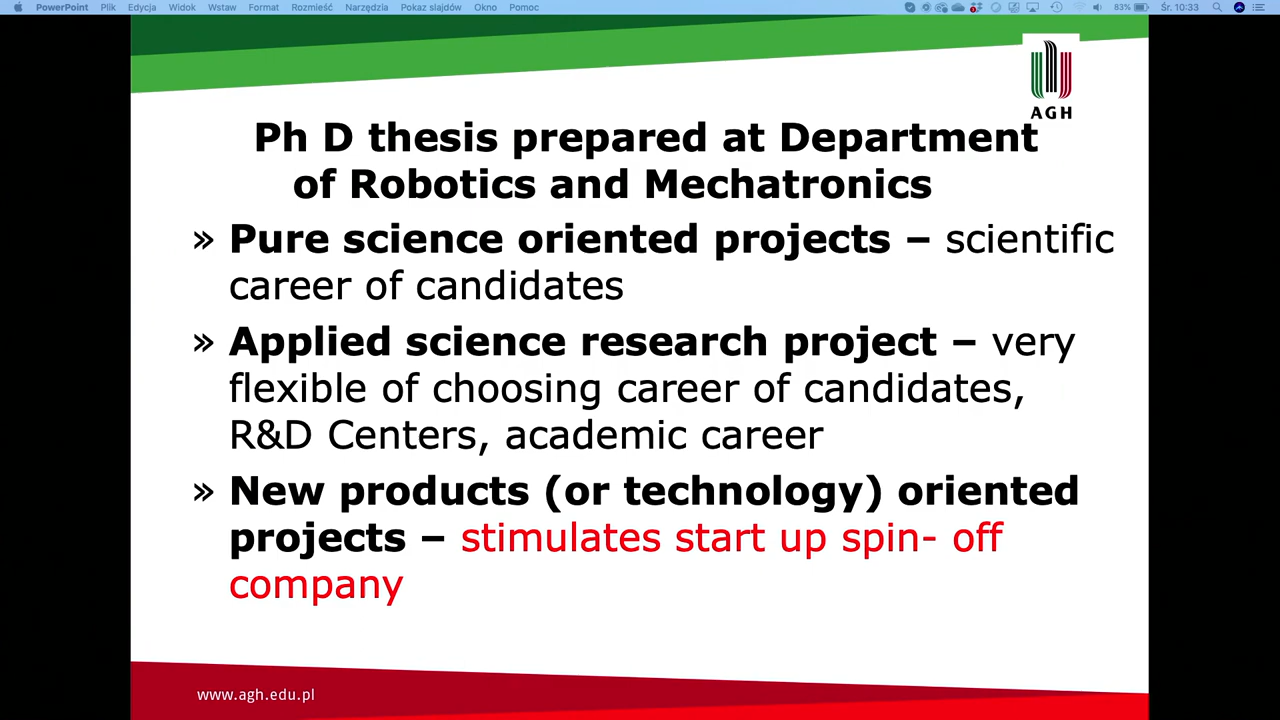 PowerPoint Plik Edycja Widok Wstaw Format Rozmieść Narzędzia Pokaz slajdów Okno Pomoc 83% Śr. 10:33
AGH
Ph D thesis prepared at Department
of Robotics and Mechatronics
» Pure science oriented projects – scientific
career of candidates
» Applied science research project – very
flexible of choosing career of candidates,
R&D Centers, academic career
» New products (or technology) oriented
projects – stimulates start up spin- off
company
www.agh.edu.pl